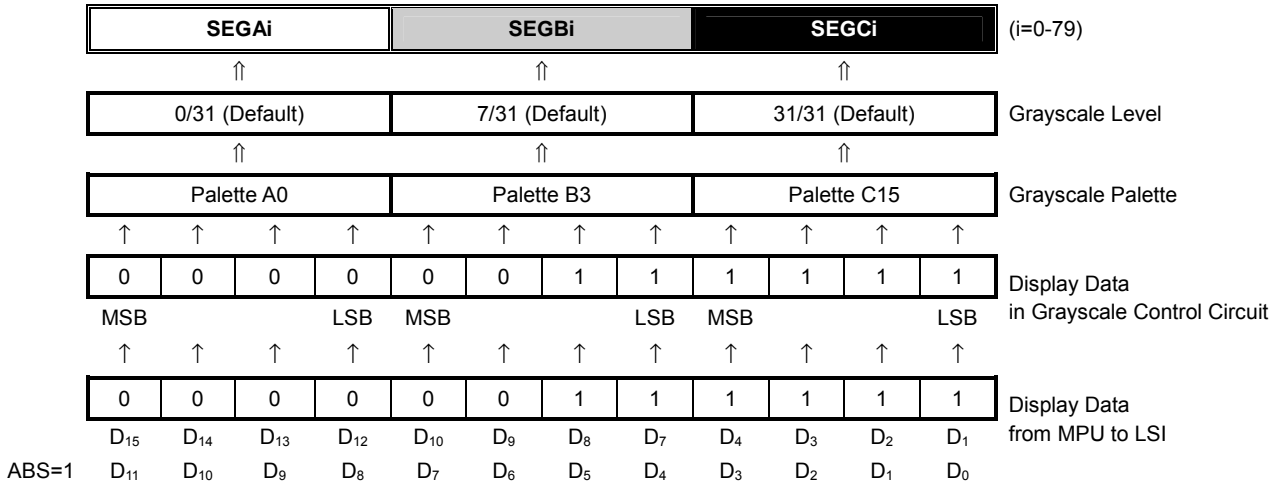 SEGAi SEGBi SEGCi (i=0-79)
⇑ ⇑ ⇑
0/31 (Default) 7/31 (Default) 31/31 (Default) Grayscale Level
⇑ ⇑ ⇑
Palette A0 Palette B3 Palette C15 Grayscale Palette
↑ ↑ ↑ ↑ ↑ ↑ ↑ ↑ ↑ ↑ ↑ ↑
0 0 0 0 0 0 1 1 1 1 1 1 Display Data
in Grayscale Control Circuit
MSB LSB MSB LSB MSB LSB
↑ ↑ ↑ ↑ ↑ ↑ ↑ ↑ ↑ ↑ ↑ ↑
0 0 0 0 0 0 1 1 1 1 1 1 Display Data
from MPU to LSI
D15 D14 D13 D12 D10 D9 D8 D7 D4 D3 D2 D1
ABS=1 D11 D10 D9 D8 D7 D6 D5 D4 D3 D2 D1 D0